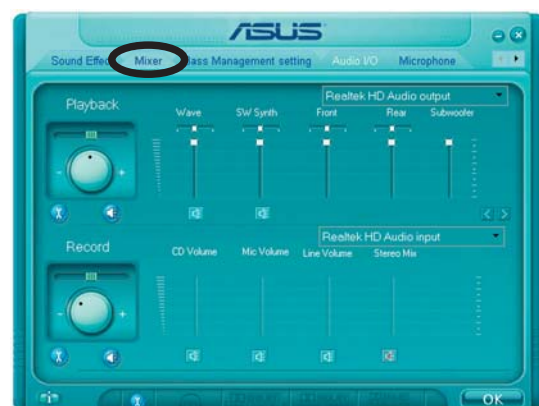 ASUS
Sound Effect Mixer Bass Management setting Audio I/O Microphone
Realtek HD Audio output
Playback
Wave SW Synth Front Rear Subwoofer
- +
Realtek HD Audio input
Record
CD Volume Mic Volume Line Volume Stereo Mix
- +
OK